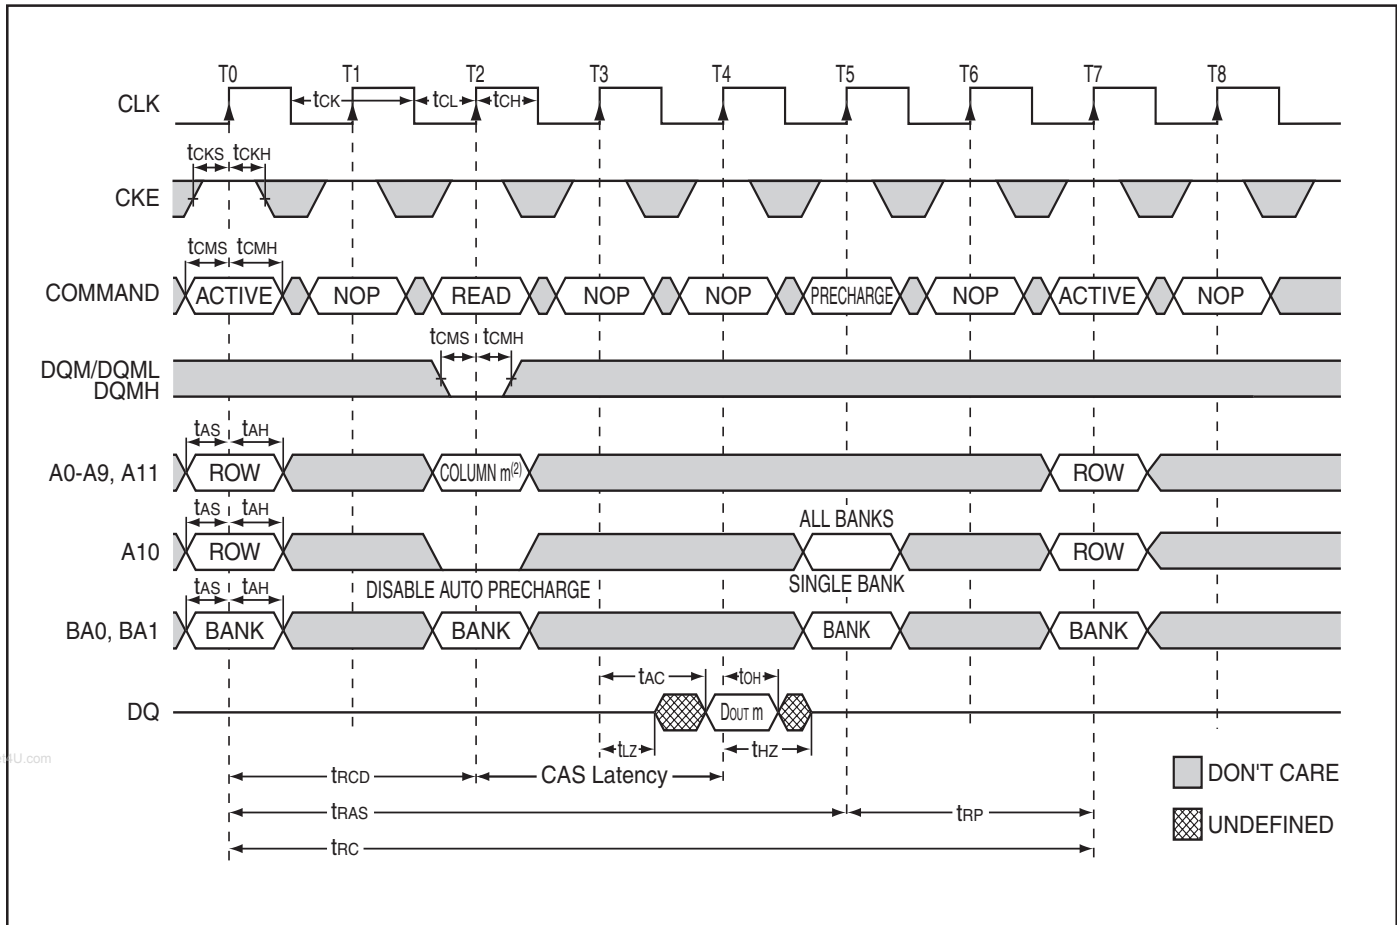 T0 T1 T2 T3 T4 T5 T6 T7 T8
CLK tCK tCL tCH
tCKS tCKH
CKE
tCMS tCMH
COMMAND ACTIVE NOP READ NOP NOP PRECHARGE NOP ACTIVE NOP
tCMS tCMH
DQM/DQML
DQMH
tAS tAH
A0-A9, A11 ROW COLUMN m(2) ROW
tAS tAH ALL BANKS
A10 ROW ROW
DISABLE AUTO PRECHARGE SINGLE BANK
tAS tAH
BA0, BA1 BANK BANK BANK BANK
tAC tOH
DQ DOUT m
tLZ tHZ
tRCD CAS Latency
tRAS tRP
tRC
DON'T CARE
UNDEFINED
4U.com